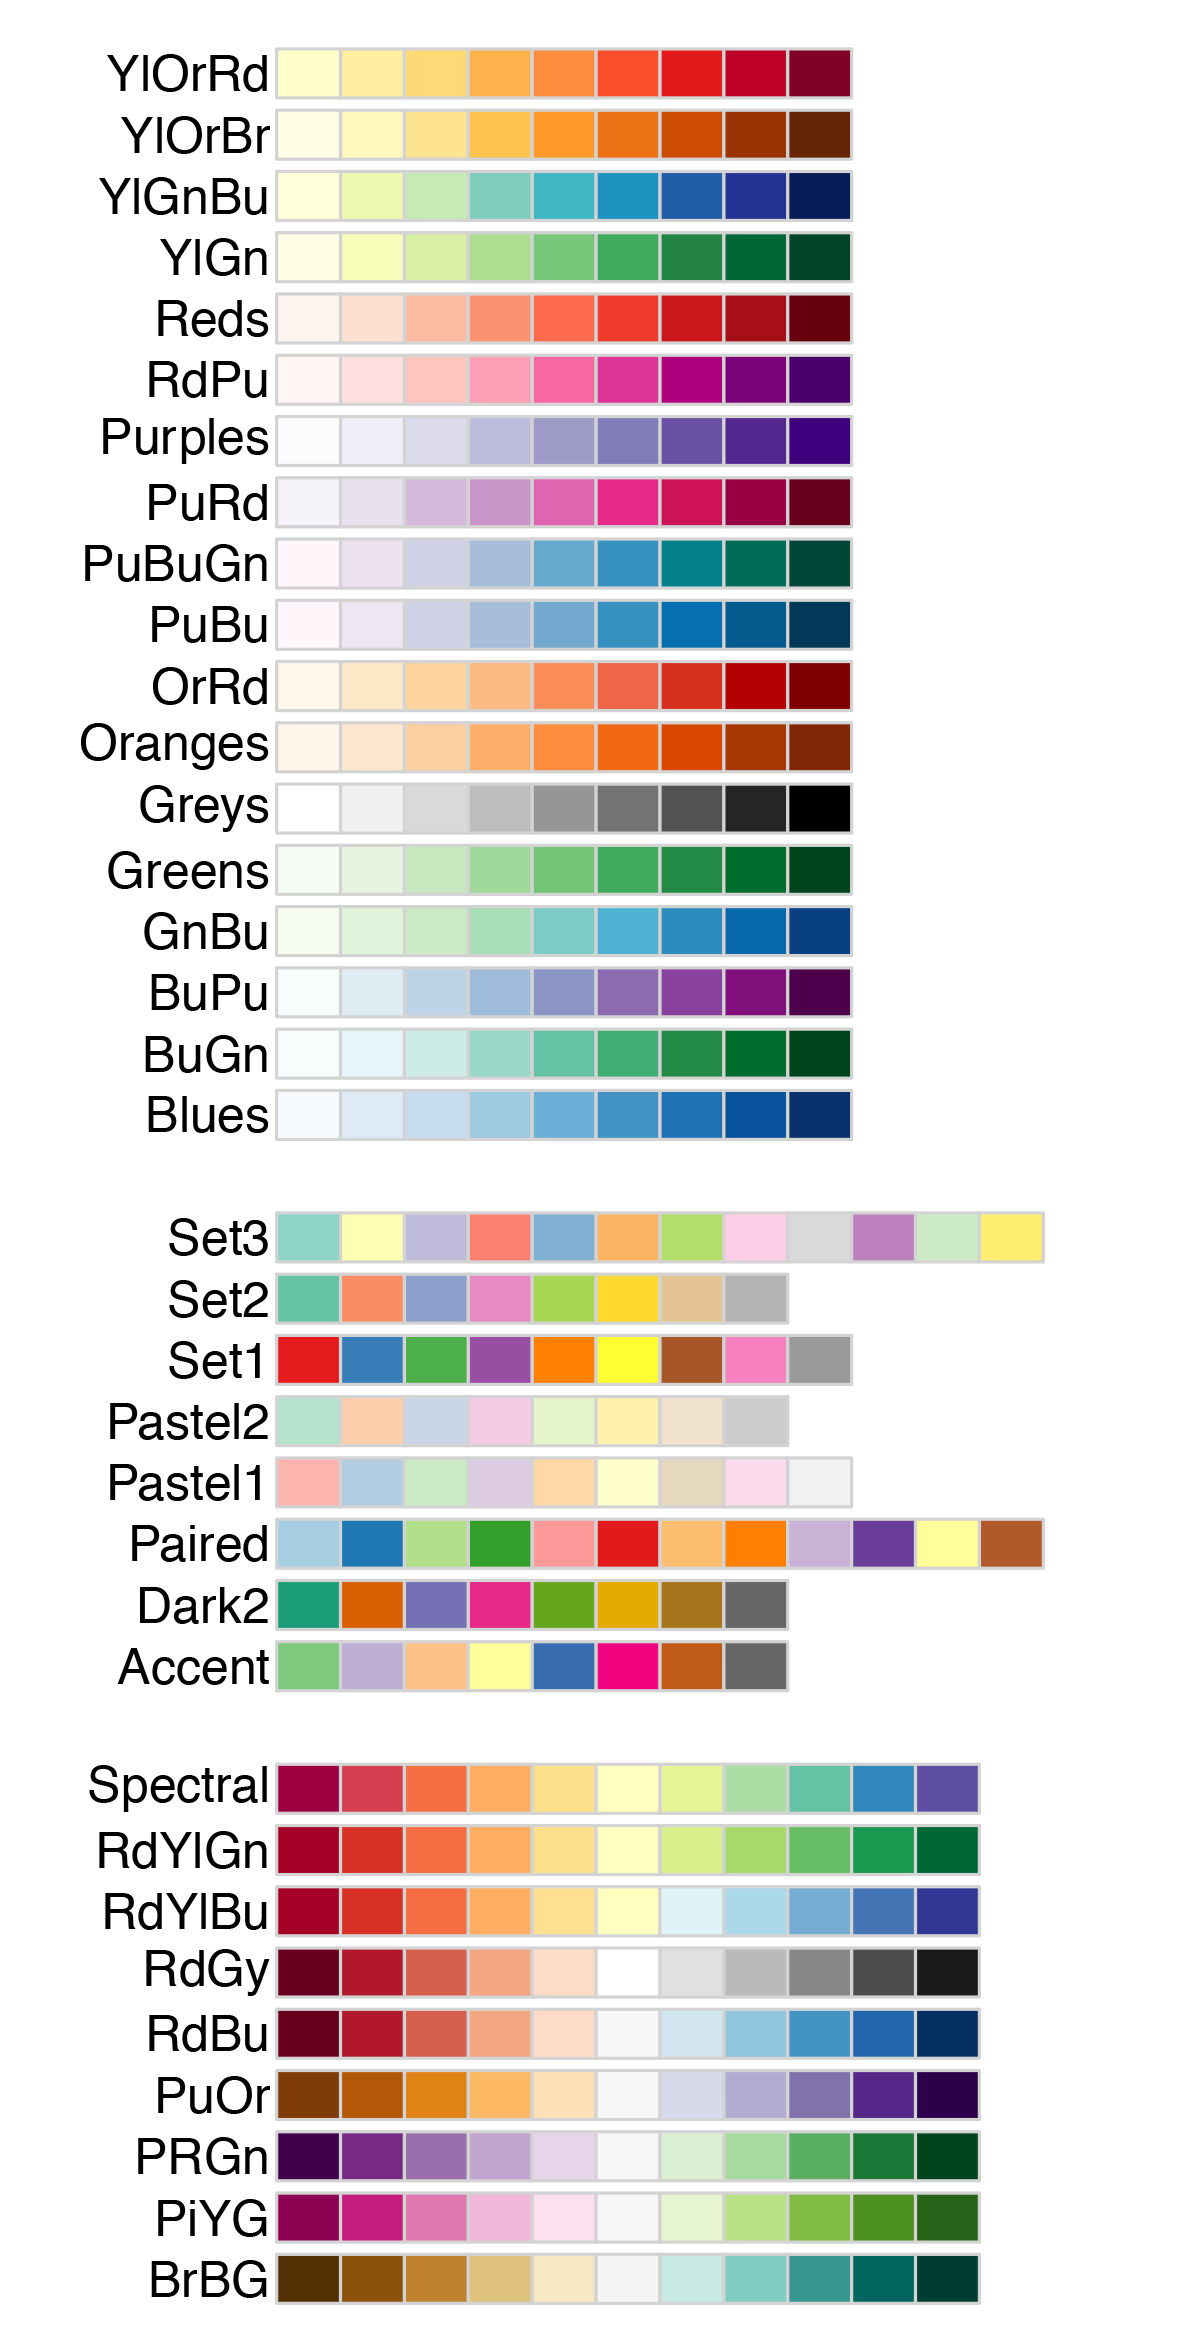 YlOrRd
YlOrBr
YlGnBu
YlGn
Reds
RdPu
Purples
PuRd
PuBuGn
PuBu
OrRd
Oranges
Greys
Greens
GnBu
BuPu
BuGn
Blues
Set3
Set2
Set1
Pastel2
Pastel1
Paired
Dark2
Accent
Spectral
RdYlGn
RdYlBu
RdGy
RdBu
PuOr
PRGn
PiYG
BrBG